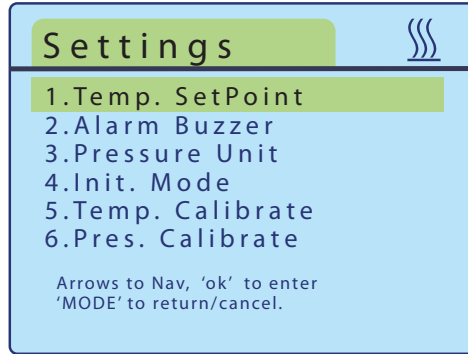 Settings
1.Temp. SetPoint
2.Alarm Buzzer
3.Pressure Unit
4.Init. Mode
5.Temp. Calibrate
6.Pres. Calibrate
Arrows to Nav, ‘ok’ to enter
‘MODE’ to return/cancel.